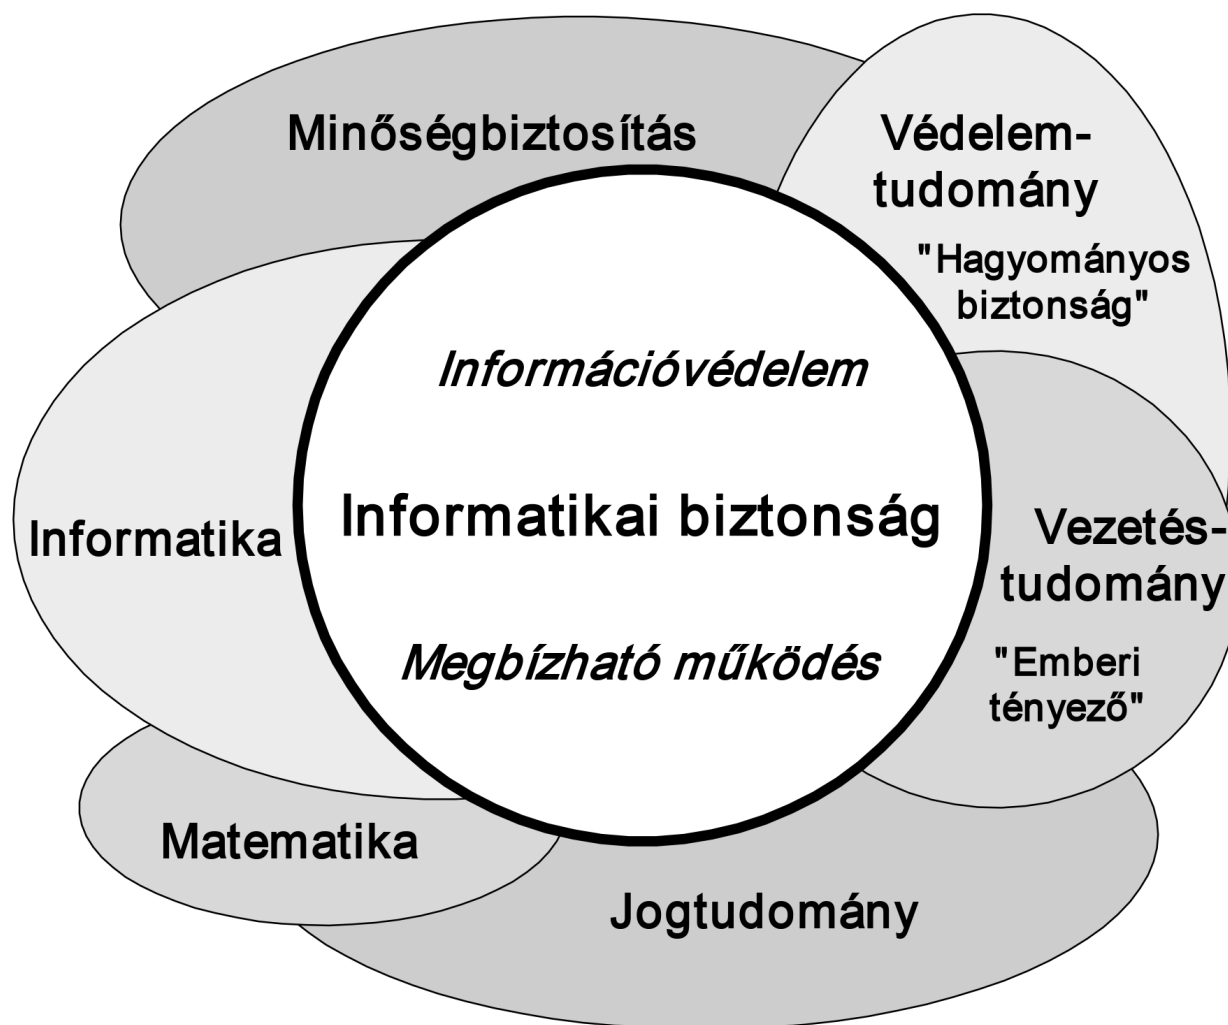 Minőségbiztosítás
Védelem-
tudomány
"Hagyományos
biztonság"
Információvédelem
Informatikai biztonság
Megbízható működés
Informatika
Vezetés-
tudomány
"Emberi
tényező"
Matematika
Jogtudomány